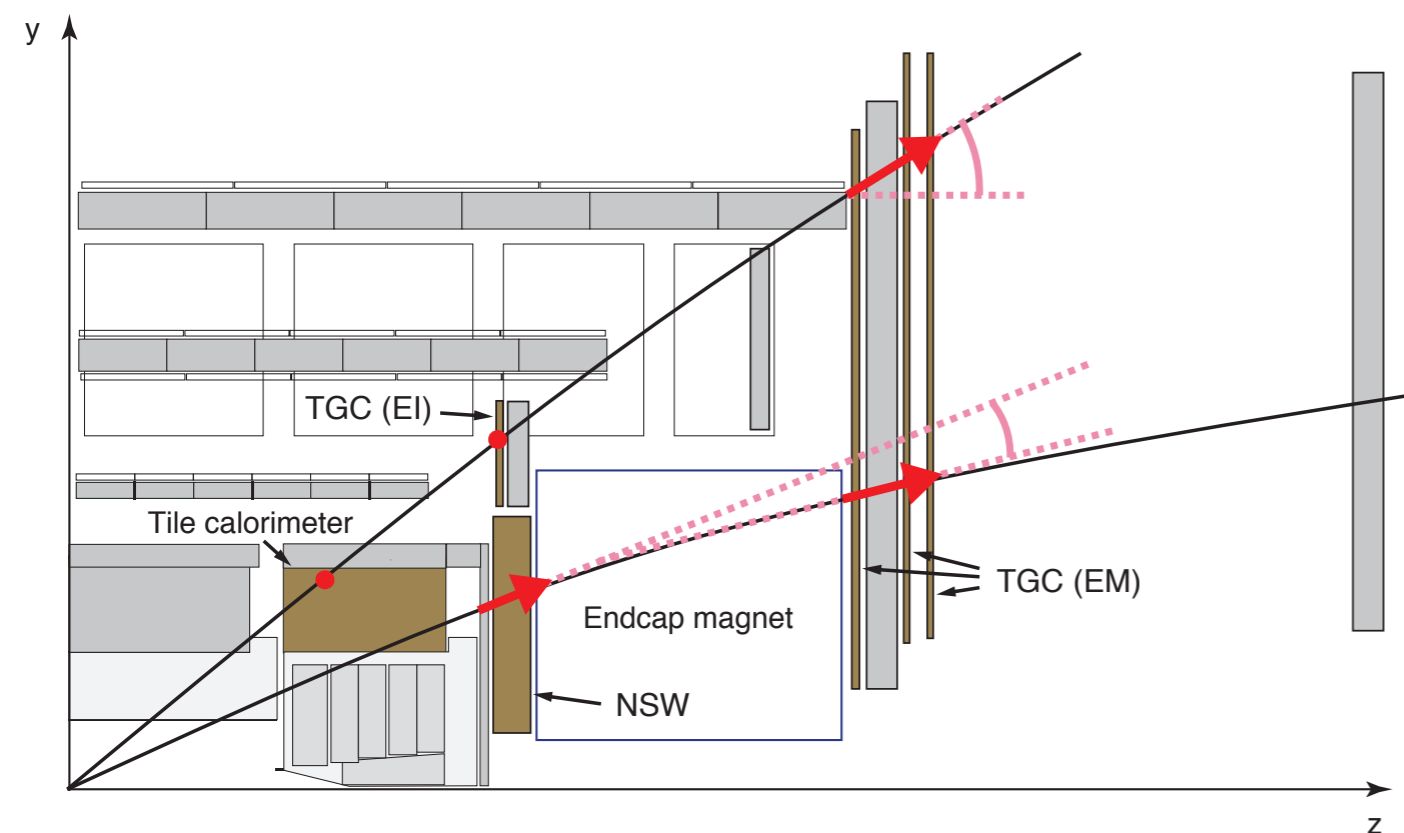 y
TGC (EI)
Tile calorimeter
TGC (EM)
Endcap magnet
NSW
z